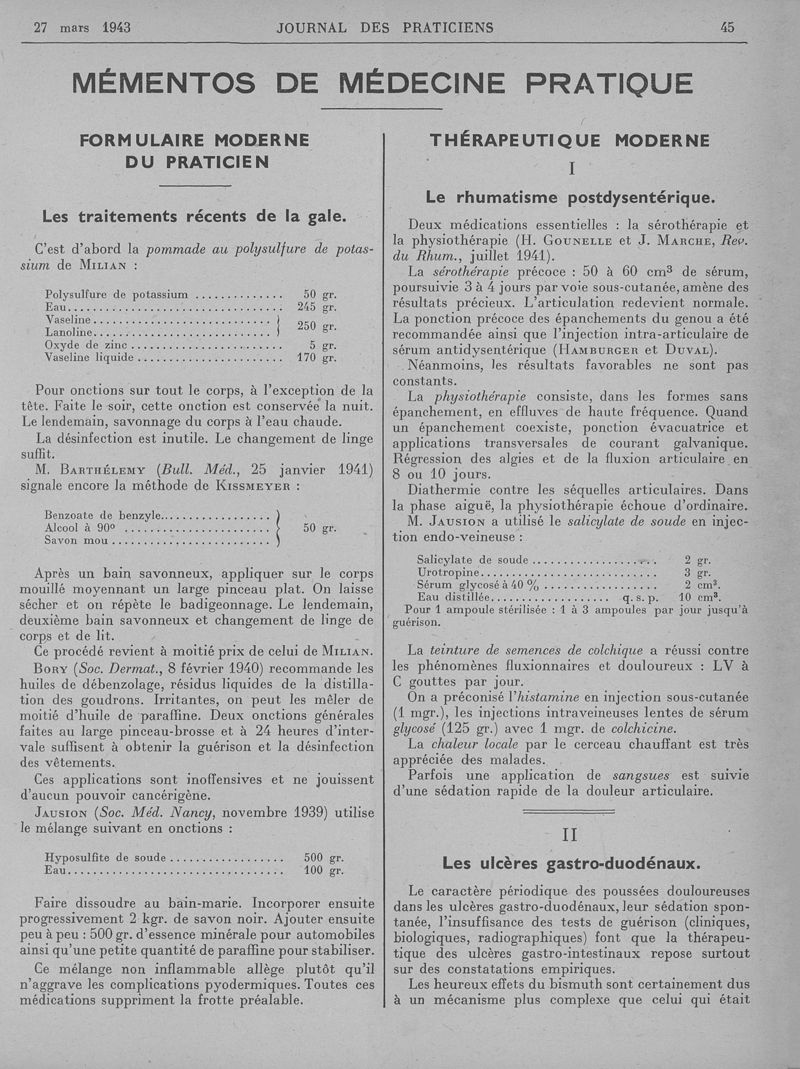 27 mars 1943 JOURNAL DES PRATICIENS 45
MÉMENTOS DE MÉDECINE PRATIQUE
FORMULAIRE MODERNE
DU PRATICIEN
Les traitements récents de la gale.
C'est d'abord la pommade au polysulfure de potas-
sium de MILIAN :
Polysulfure de potassium .............. 50 gr.
Eau.................................. 245 gr.
Vaseline ............................ }
Lanoline............................. } 250 gr.
Oxyde de zinc ........................ 5 gr.
Vaseline liquide ....................... 170 gr.
Pour onctions sur tout le corps, à l'exception de la
tête. Faite le soir, cette onction est conservée la nuit.
Le lendemain, savonnage du corps à l'eau chaude.
La désinfection est inutile. Le changement de linge
suffit.
M. BARTHÉLEMY (Bull. Méd., 25 janvier 1941)
signale encore la méthode de KISSMEYER :
Benzoate de benzyle................. }
Alcool à 90° ....................... } 50 gr.
Savon mou ......................... }
Après un bain savonneux, appliquer sur le corps
mouillé moyennant un large pinceau plat. On laisse
sécher et on répète le badigeonnage. Le lendemain,
deuxième bain savonneux et changement de linge de
corps et de lit.
Ce procédé revient à moitié prix de celui de MILIAN.
BORY (Soc. Dermat., 8 février 1940) recommande les
huiles de débenzolage, résidus liquides de la distilla-
tion des goudrons. Irritantes, on peut les mêler de
moitié d'huile de paraffine. Deux onctions générales
faites au large pinceau-brosse et à 24 heures d'inter-
vale suffisent à obtenir la guérison et la désinfection
des vêtements.
Ces applications sont inoffensives et ne jouissent
d'aucun pouvoir cancérigène.
JAUSION (Soc. Méd. Nancy, novembre 1939) utilise
le mélange suivant en onctions :
Hyposulfite de soude .................. 500 gr.
Eau.................................. 100 gr.
Faire dissoudre au bain-marie. Incorporer ensuite
progressivement 2 kgr. de savon noir. Ajouter ensuite
peu à peu : 500 gr. d'essence minérale pour automobiles
ainsi qu'une petite quantité de paraffine pour stabiliser.
Ce mélange non inflammable allège plutôt qu'il
n'aggrave les complications pyodermiques. Toutes ces
médications suppriment la frotte préalable.
THÉRAPEUTIQUE MODERNE
I
Le rhumatisme postdysentérique.
Deux médications essentielles : la sérothérapie et
la physiothérapie (H. GOUNELLE et J. MARCHE, Rev.
du Rhum., juillet 1941).
La sérothérapie précoce : 50 à 60 cm³ de sérum,
poursuivie 3 à 4 jours par voie sous-cutanée, amène des
résultats précieux. L'articulation redevient normale.
La ponction précoce des épanchements du genou a été
recommandée ainsi que l'injection intra-articulaire de
sérum antidysentérique (HAMBURGER et DUVAL).
Néanmoins, les résultats favorables ne sont pas
constants.
La physiothérapie consiste, dans les formes sans
épanchement, en effluves de haute fréquence. Quand
un épanchement coexiste, ponction évacuatrice et
applications transversales de courant galvanique.
Régression des algies et de la fluxion articulaire en
8 ou 10 jours.
Diathermie contre les séquelles articulaires. Dans
la phase aiguë, la physiothérapie échoue d'ordinaire.
M. JAUSION a utilisé le salicylate de soude en injec-
tion endo-veineuse :
Salicylate de soude .................... 2 gr.
Urotropine............................ 3 gr.
Sérum glycosé à 40 % .................. 2 cm³.
Eau distillée................... q. s. p. 10 cm³.
Pour 1 ampoule stérilisée : 1 à 3 ampoules par jour jusqu'à
guérison.
La teinture de semences de colchique a réussi contre
les phénomènes fluxionnaires et douloureux : LV à
C gouttes par jour.
On a préconisé l'histamine en injection sous-cutanée
(1 mgr.), les injections intraveineuses lentes de sérum
glycosé (125 gr.) avec 1 mgr. de colchicine.
La chaleur locale par le cerceau chauffant est très
appréciée des malades.
Parfois une application de sangsues est suivie
d'une sédation rapide de la douleur articulaire.
II
Les ulcères gastro-duodénaux.
Le caractère périodique des poussées douloureuses
dans les ulcères gastro-duodénaux, leur sédation spon-
tanée, l'insuffisance des tests de guérison (cliniques,
biologiques, radiographiques) font que la thérapeu-
tique des ulcères gastro-intestinaux repose surtout
sur des constatations empiriques.
Les heureux effets du bismuth sont certainement dus
à un mécanisme plus complexe que celui qui était